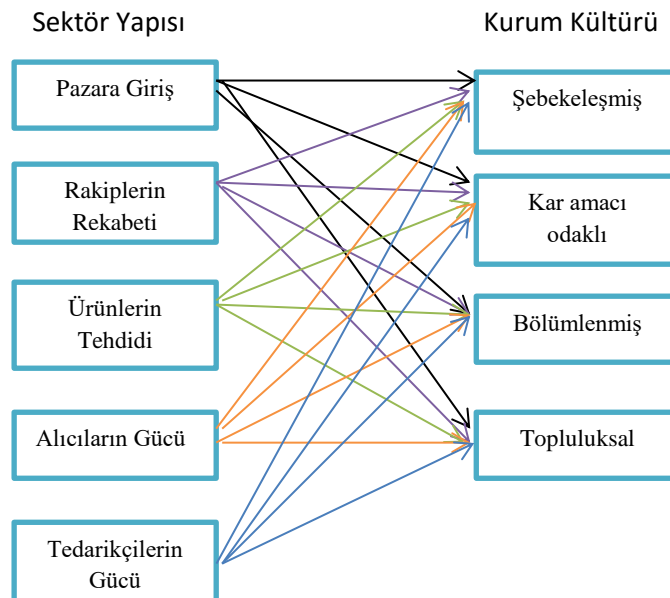 Sektör Yapısı
Kurum Kültürü
Pazara Giriş
Rakiplerin
Rekabeti
Ürünlerin
Tehdidi
Alıcıların Gücü
Tedarikçilerin
Gücü
Şebekeleşmiş
Kar amacı
odaklı
Bölümlenmiş
Topluluksal